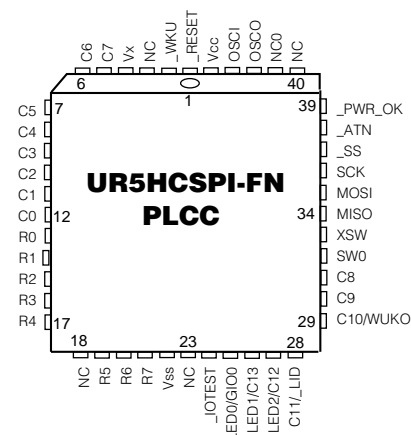 C6 C7 Vx NC _WKU _RESET Vcc OSCI OSCO NC0 NC
6 1 40
C5 7 39 _PWR_OK
C4 _ATN
C3 _SS
C2 SCK
C1 MOSI
C0 12 34 MISO
R0 XSW
R1 SW0
R2 C8
R3 C9
R4 17 29 C10/WUKO
UR5HCSPI-FN
PLCC
18 23 28
NC R5 R6 R7 Vss NC _IOTEST LED0/GIO0 LED1/C13 LED2/C12 C11/_LID